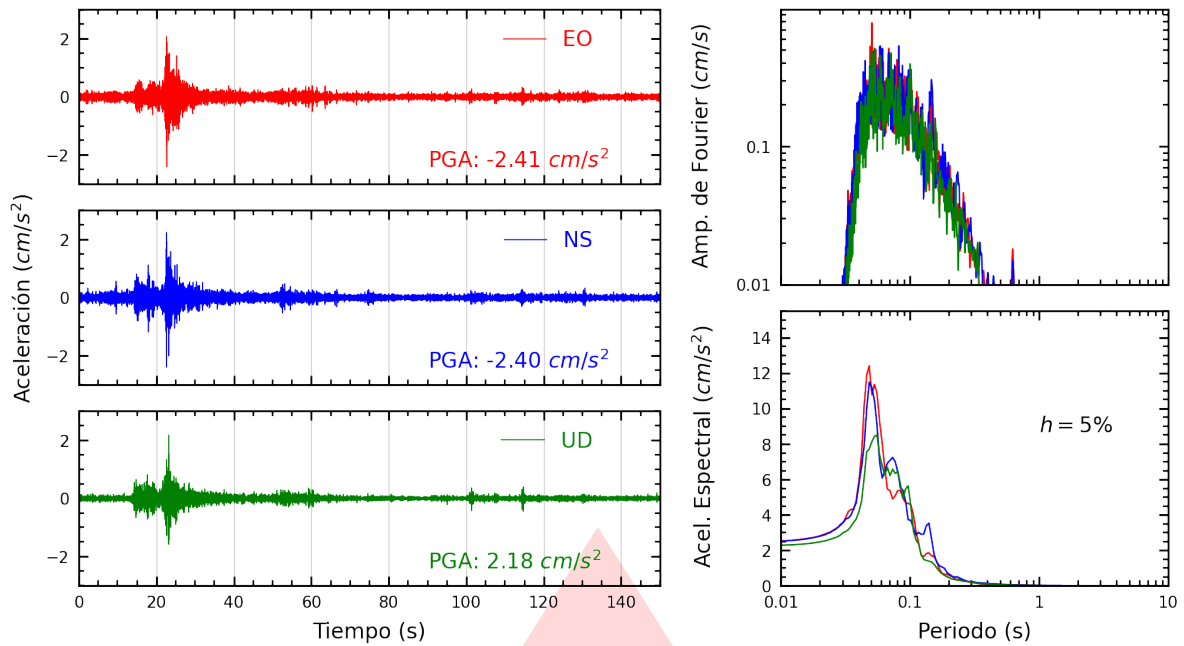 Aceleración (cm/s²)
2
0
−2
EO
PGA: -2.41 cm/s²
2
0
−2
NS
PGA: -2.40 cm/s²
2
0
−2
UD
PGA: 2.18 cm/s²
0 20 40 60 80 100 120 140
Tiempo (s)
Amp. de Fourier (cm/s)
0.1
0.01
Acel. Espectral (cm/s²)
14
12
10
8
6
4
2
0
h = 5%
0.01 0.1 1 10
Periodo (s)